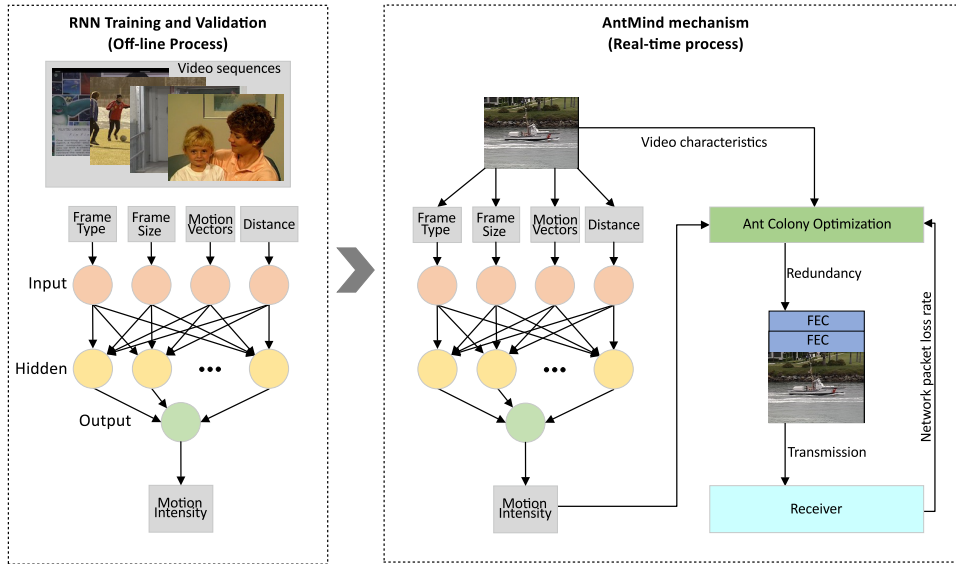 RNN Training and Validation
(Off-line Process)
Video sequences
Frame
Type
Frame
Size
Motion
Vectors
Distance
Input
Hidden
•••
Output
Motion
Intensity
AntMind mechanism
(Real-time process)
Video characteristics
Frame
Type
Frame
Size
Motion
Vectors
Distance
•••
Motion
Intensity
Ant Colony Optimization
Redundancy
FEC
FEC
Transmission
Receiver
Network packet loss rate